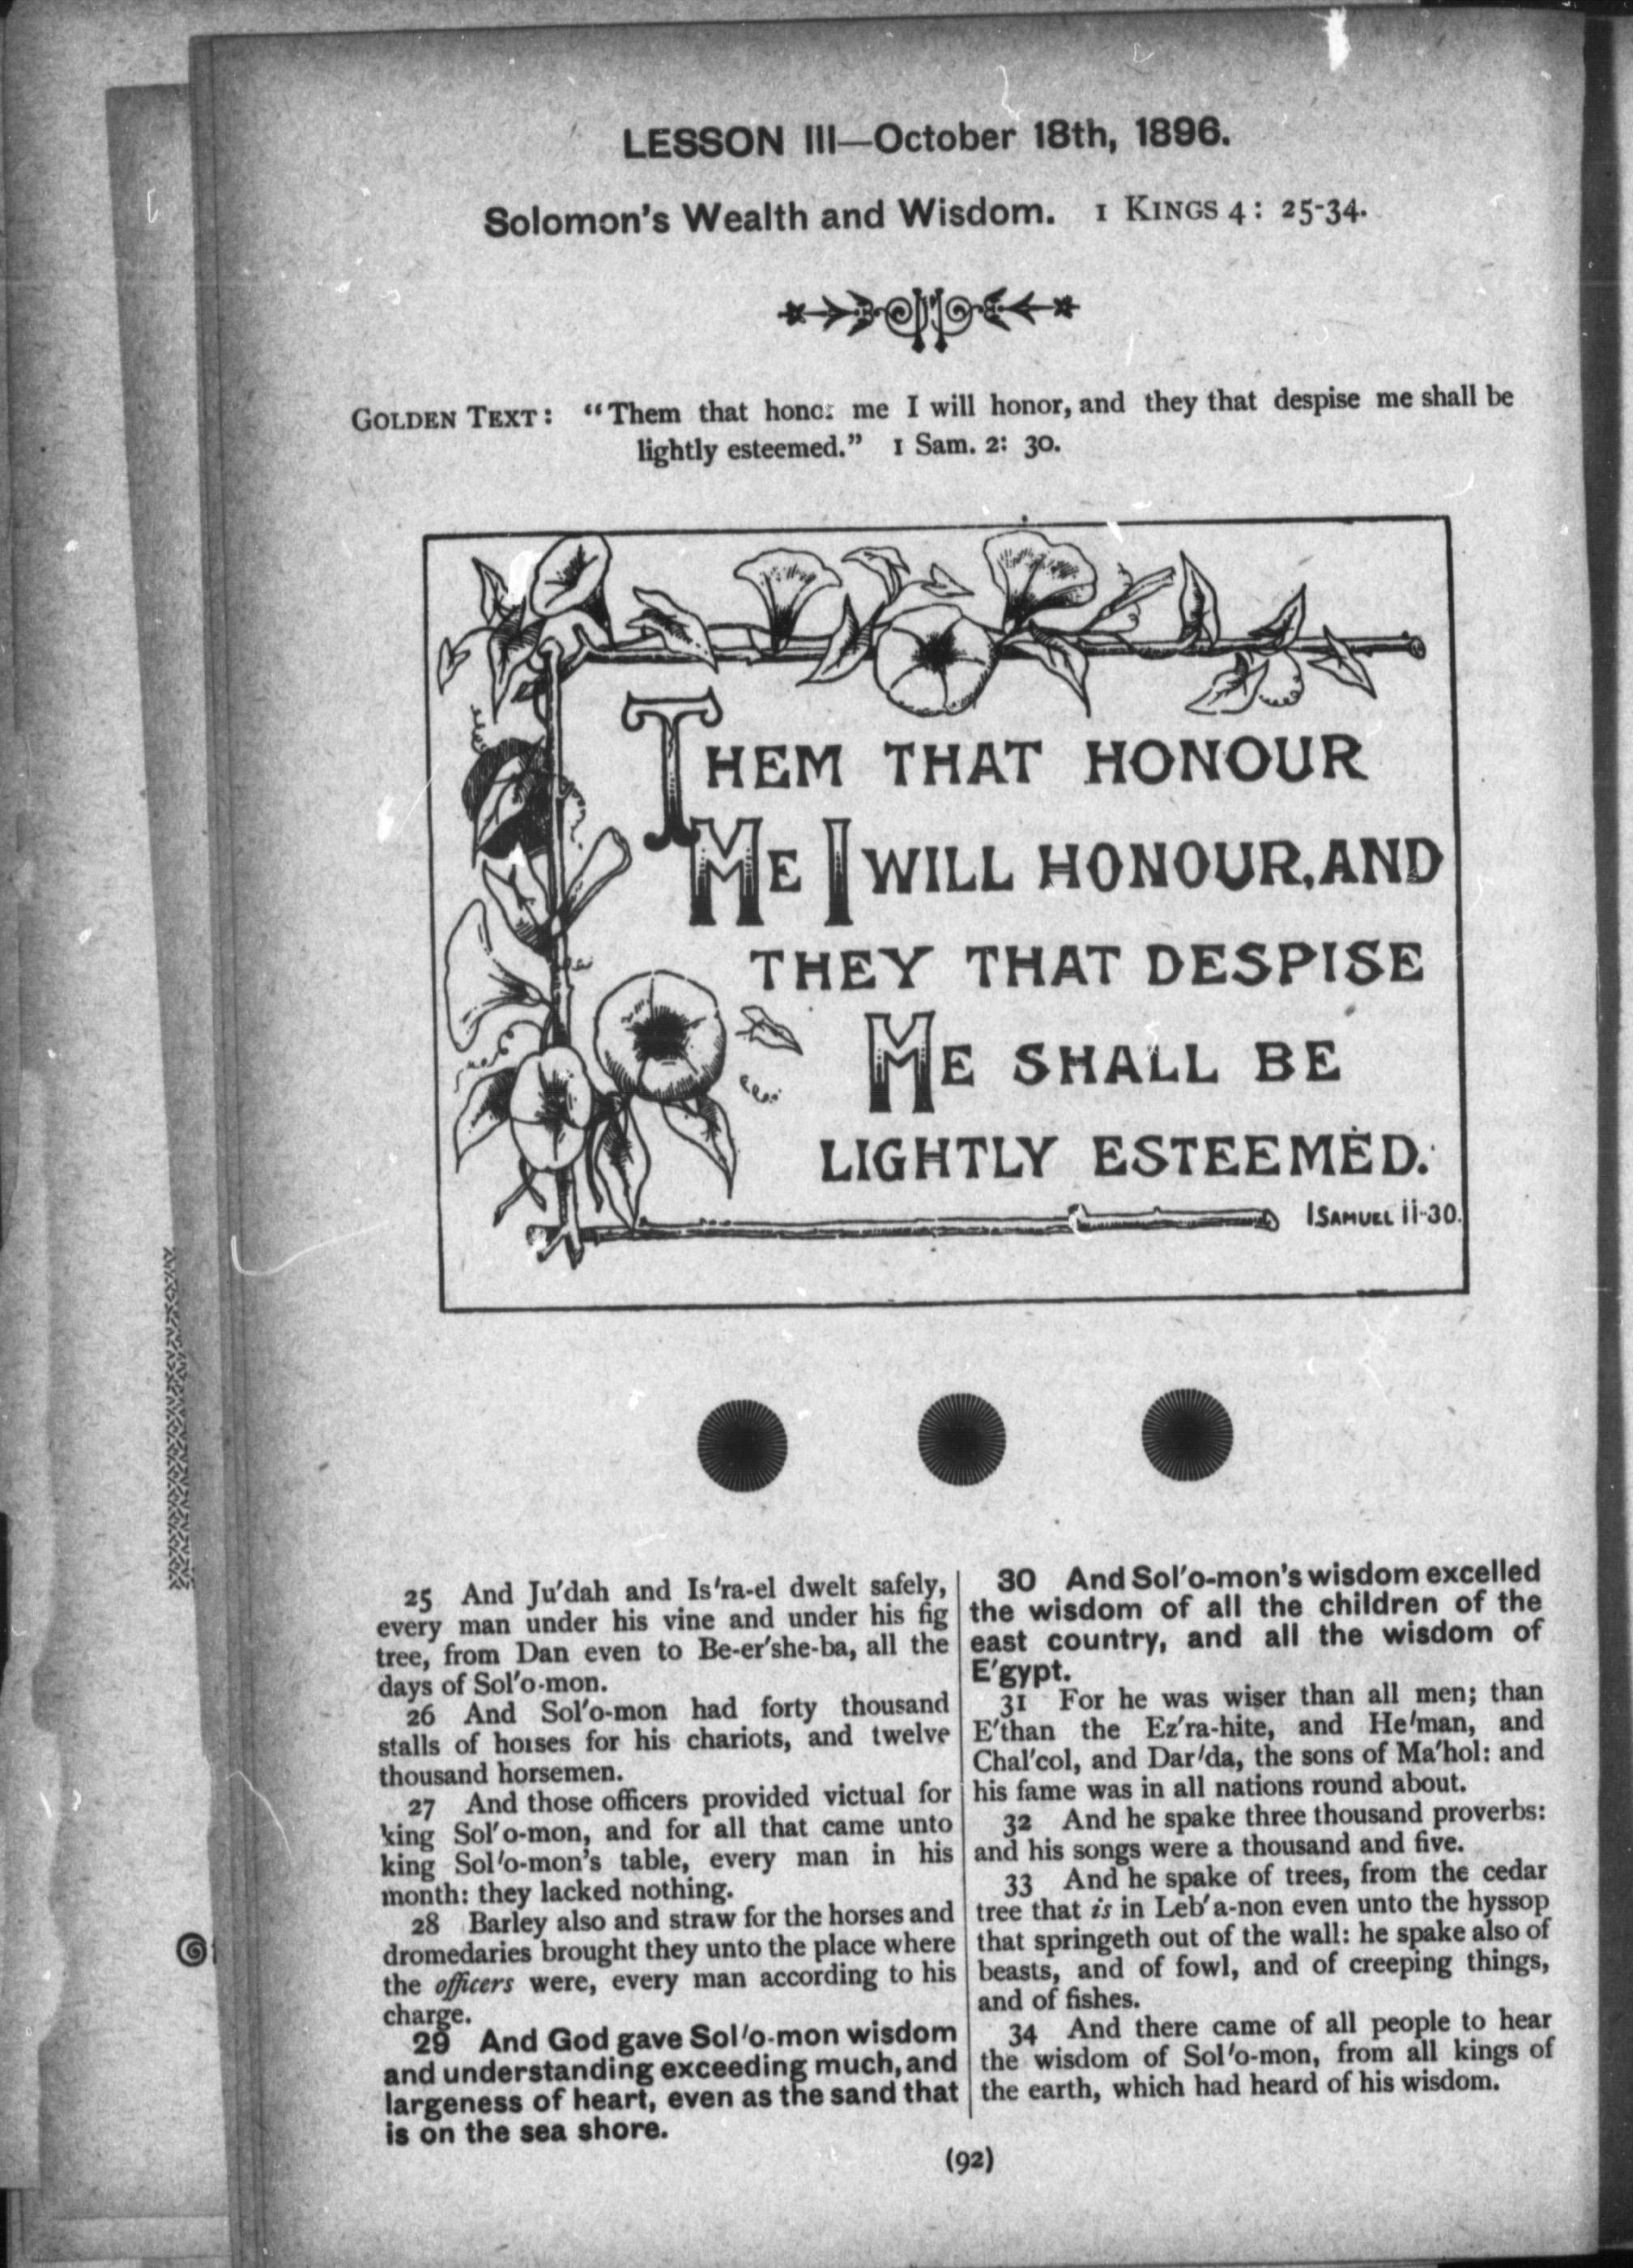 LESSON III—October 18th, 1896.
Solomon's Wealth and Wisdom. 1 KINGS 4: 25-34.
GOLDEN TEXT: "Them that honor me I will honor, and they that despise me shall be
lightly esteemed." 1 Sam. 2: 30.
THEM THAT HONOUR
ME I WILL HONOUR, AND
THEY THAT DESPISE
ME SHALL BE
LIGHTLY ESTEEMED.
I SAMUEL ii-30.
25 And Ju'dah and Is'ra-el dwelt safely,
every man under his vine and under his fig
tree, from Dan even to Be-er'she-ba, all the
days of Sol'o-mon.
26 And Sol'o-mon had forty thousand
stalls of horses for his chariots, and twelve
thousand horsemen.
27 And those officers provided victual for
king Sol'o-mon, and for all that came unto
king Sol'o-mon's table, every man in his
month: they lacked nothing.
28 Barley also and straw for the horses and
dromedaries brought they unto the place where
the officers were, every man according to his
charge.
29 And God gave Sol'o-mon wisdom
and understanding exceeding much, and
largeness of heart, even as the sand that
is on the sea shore.
30 And Sol'o-mon's wisdom excelled
the wisdom of all the children of the
east country, and all the wisdom of
E'gypt.
31 For he was wiser than all men; than
E'than the Ez'ra-hite, and He'man, and
Chal'col, and Dar'da, the sons of Ma'hol: and
his fame was in all nations round about.
32 And he spake three thousand proverbs:
and his songs were a thousand and five.
33 And he spake of trees, from the cedar
tree that is in Leb'a-non even unto the hyssop
that springeth out of the wall: he spake also of
beasts, and of fowl, and of creeping things,
and of fishes.
34 And there came of all people to hear
the wisdom of Sol'o-mon, from all kings of
the earth, which had heard of his wisdom.
(92)